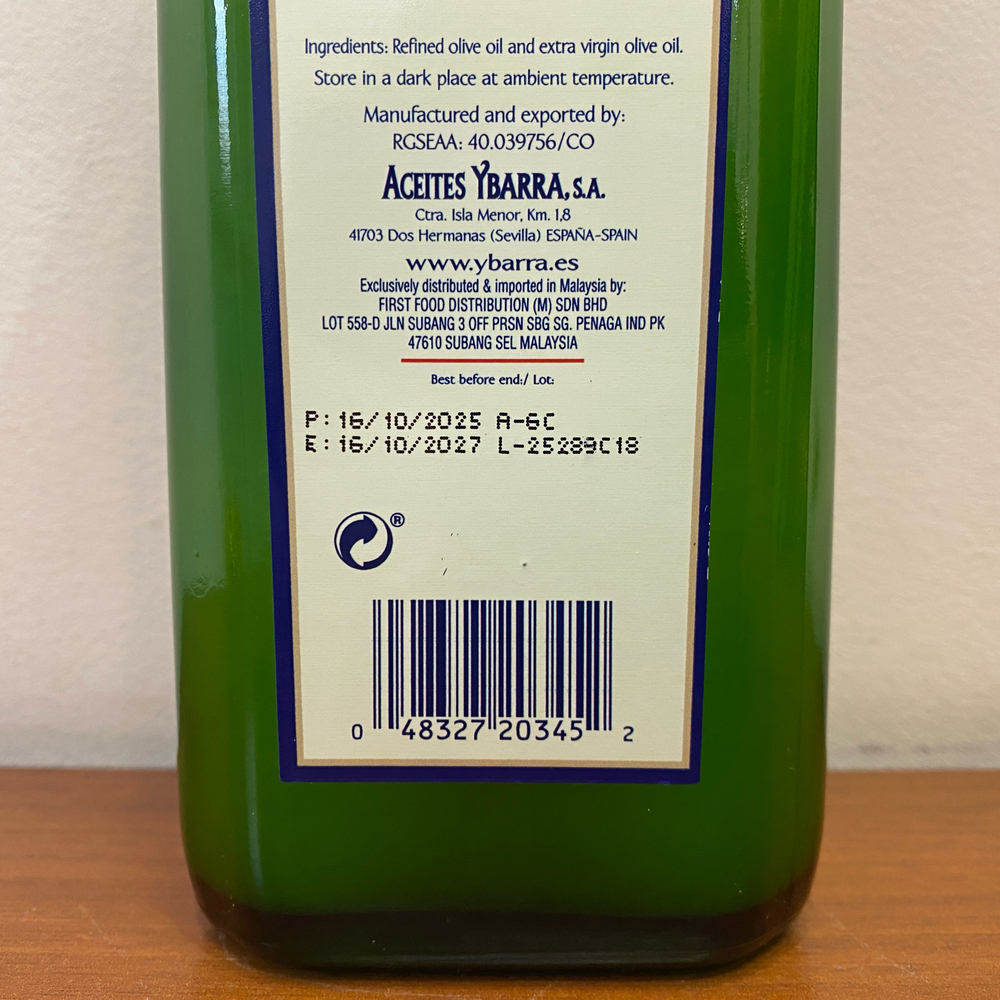 Ingredients: Refined olive oil and extra virgin olive oil.
Store in a dark place at ambient temperature.
Manufactured and exported by:
RGSEAA: 40.039756/CO
ACEITES YBARRA, S.A.
Ctra. Isla Menor, Km. 1,8
41703 Dos Hermanas (Sevilla) ESPAÑA-SPAIN
www.ybarra.es
Exclusively distributed & imported in Malaysia by:
FIRST FOOD DISTRIBUTION (M) SDN BHD
LOT 558-D JLN SUBANG 3 OFF PRSN SBG SG. PENAGA IND PK
47610 SUBANG SEL MALAYSIA
Best before end:/ Lot:
P: 16/10/2025 A-6C
E: 16/10/2027 L-25289C18
®
0 48327 20345 2